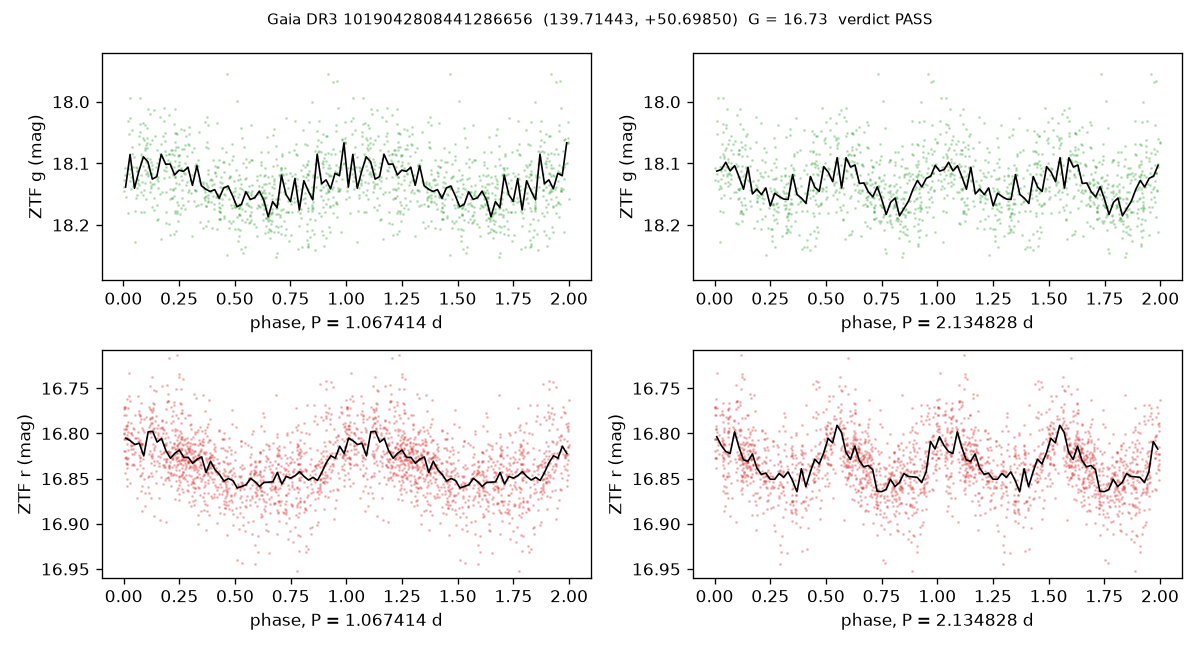 Gaia DR3 1019042808441286656  (139.71443, +50.69850)  G = 16.73  verdict PASS
ZTF g (mag)
18.0
18.1
18.2
0.00 0.25 0.50 0.75 1.00 1.25 1.50 1.75 2.00
phase, P = 1.067414 d
ZTF g (mag)
18.0
18.1
18.2
0.00 0.25 0.50 0.75 1.00 1.25 1.50 1.75 2.00
phase, P = 2.134828 d
ZTF r (mag)
16.75
16.80
16.85
16.90
16.95
0.00 0.25 0.50 0.75 1.00 1.25 1.50 1.75 2.00
phase, P = 1.067414 d
ZTF r (mag)
16.75
16.80
16.85
16.90
16.95
0.00 0.25 0.50 0.75 1.00 1.25 1.50 1.75 2.00
phase, P = 2.134828 d